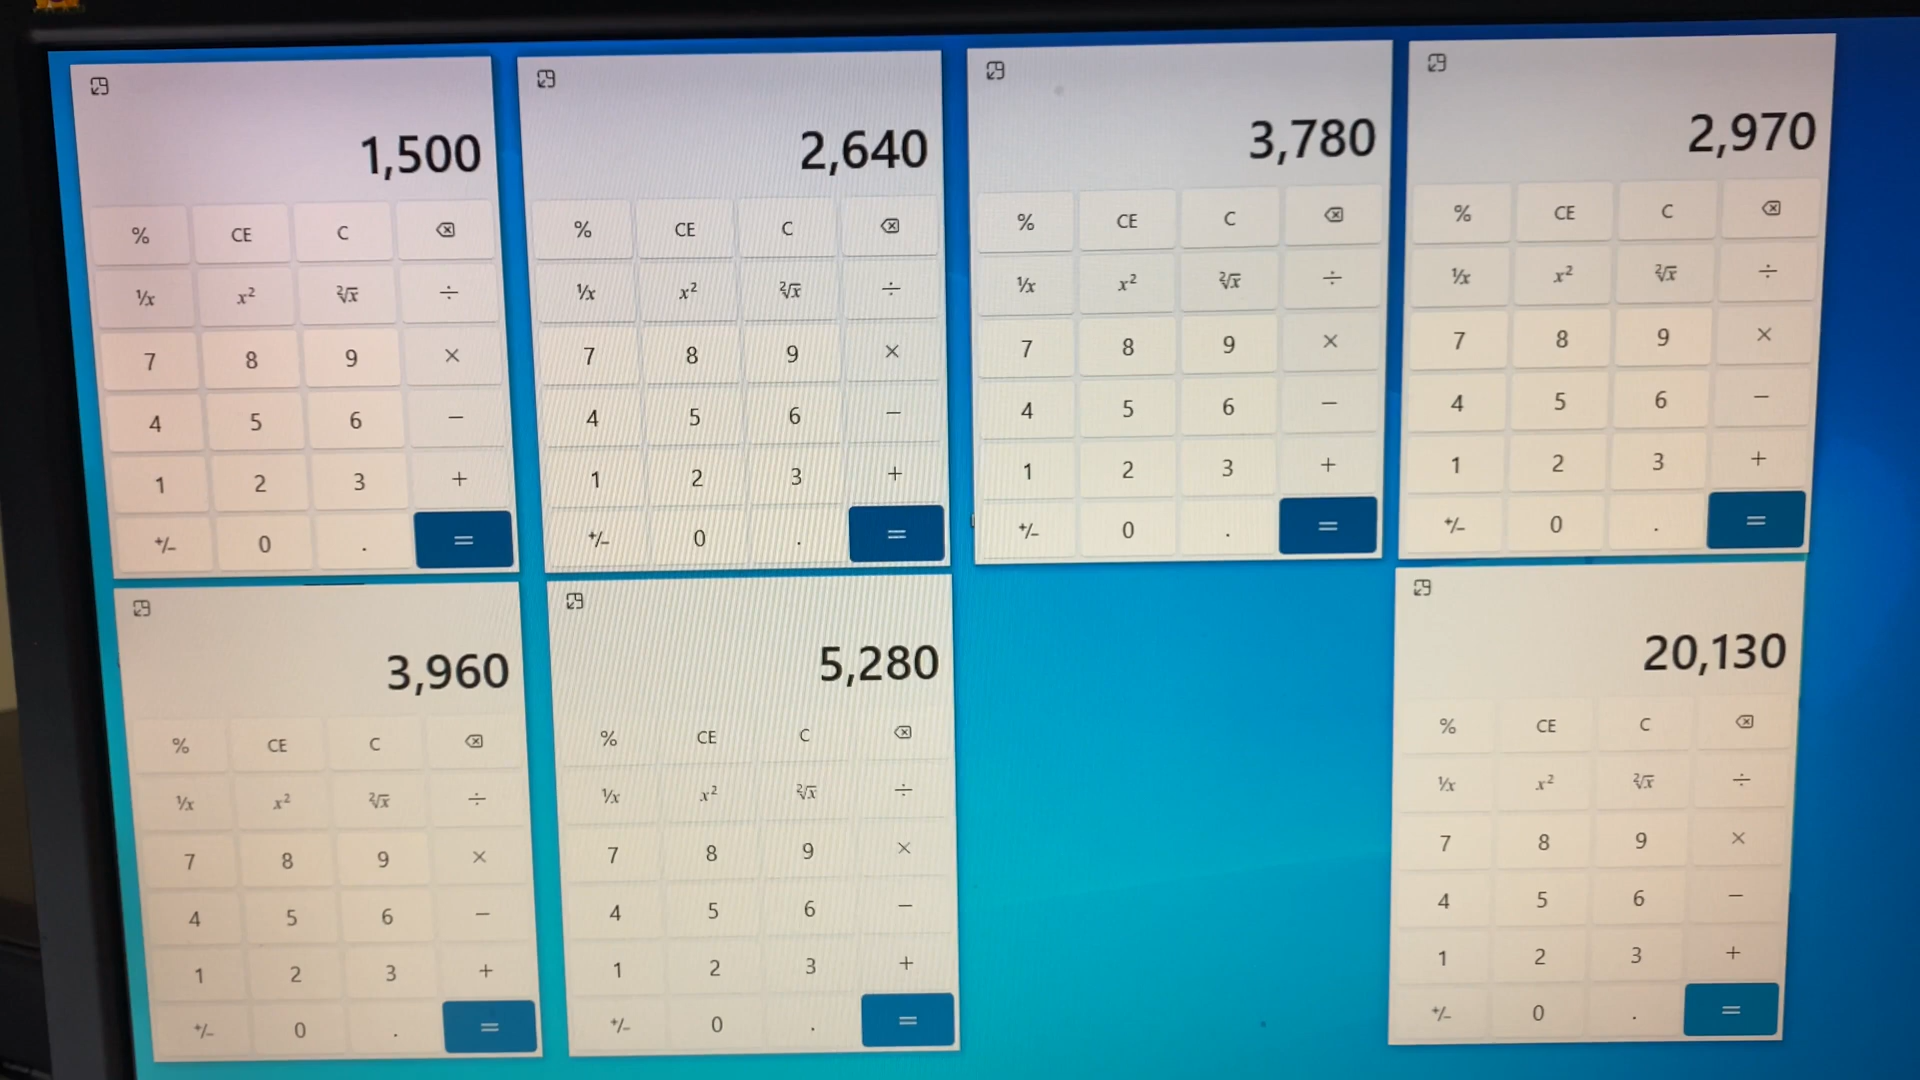 1,500
% CE C
¹/x x² ²√x ÷
7 8 9 ×
4 5 6 −
1 2 3 +
+/− 0 . =
2,640
% CE C
¹/x x² ²√x ÷
7 8 9 ×
4 5 6 −
1 2 3 +
+/− 0 . =
3,780
% CE C
¹/x x² ²√x ÷
7 8 9 ×
4 5 6 −
1 2 3 +
+/− 0 . =
2,970
% CE C
¹/x x² ²√x ÷
7 8 9 ×
4 5 6 −
1 2 3 +
+/− 0 . =
3,960
% CE C
¹/x x² ²√x ÷
7 8 9 ×
4 5 6 −
1 2 3 +
+/− 0 . =
5,280
% CE C
¹/x x² ²√x ÷
7 8 9 ×
4 5 6 −
1 2 3 +
+/− 0 . =
20,130
% CE C
¹/x x² ²√x ÷
7 8 9 ×
4 5 6 −
1 2 3 +
+/− 0 . =